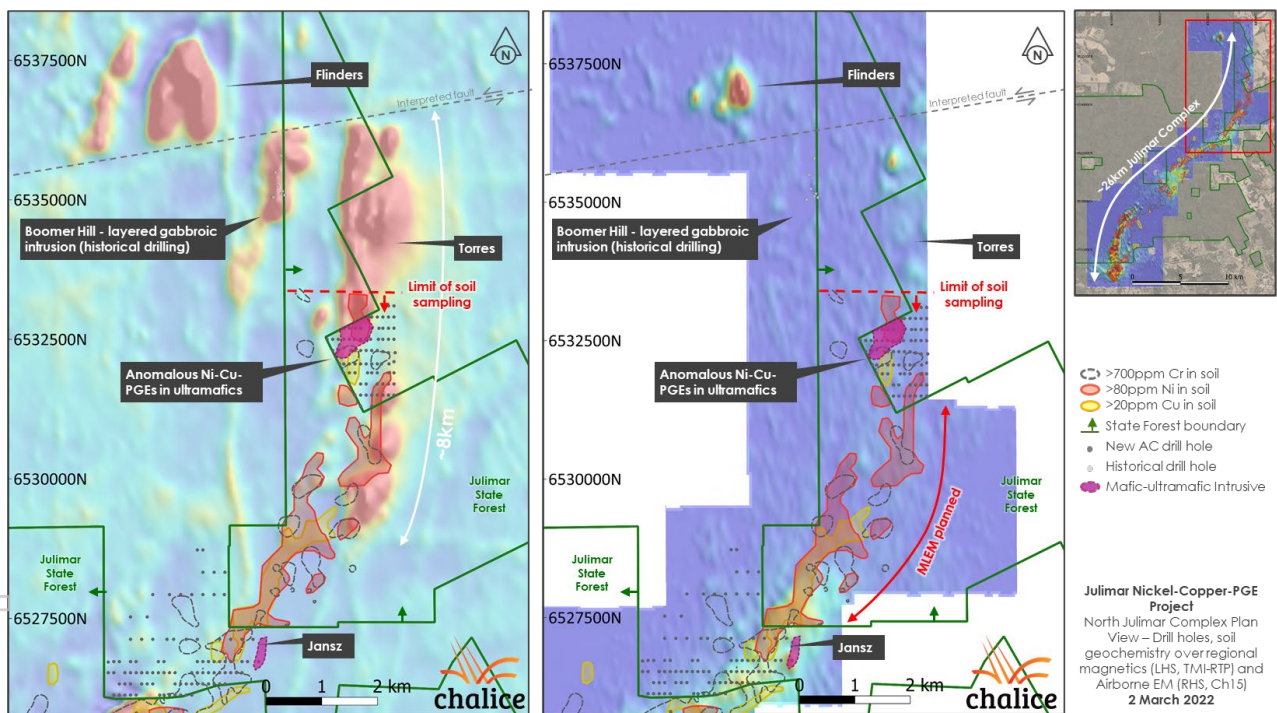 6537500N
6535000N
6532500N
6530000N
6527500N
N
Flinders
Interpreted fault
Boomer Hill - layered gabbroic
intrusion (historical drilling)
Torres
Limit of soil
sampling
Anomalous Ni-Cu-
PGEs in ultramafics
~8km
Julimar
State
Forest
Julimar
State
Forest
Jansz
0 1 2 km
chalice
6537500N
6535000N
6532500N
6530000N
6527500N
N
Flinders
Interpreted fault
Boomer Hill - layered gabbroic
intrusion (historical drilling)
Torres
Limit of soil
sampling
Anomalous Ni-Cu-
PGEs in ultramafics
MLEM planned
Julimar
State
Forest
Julimar
State
Forest
Jansz
0 1 2 km
chalice
~26km Julimar Complex
0 5 10 km
>700ppm Cr in soil
>80ppm Ni in soil
>20ppm Cu in soil
State Forest boundary
New AC drill hole
Historical drill hole
Mafic-ultramafic Intrusive
Julimar Nickel-Copper-PGE
Project
North Julimar Complex Plan
View – Drill holes, soil
geochemistry over regional
magnetics (LHS, TMI-RTP) and
Airborne EM (RHS, Ch15)
2 March 2022